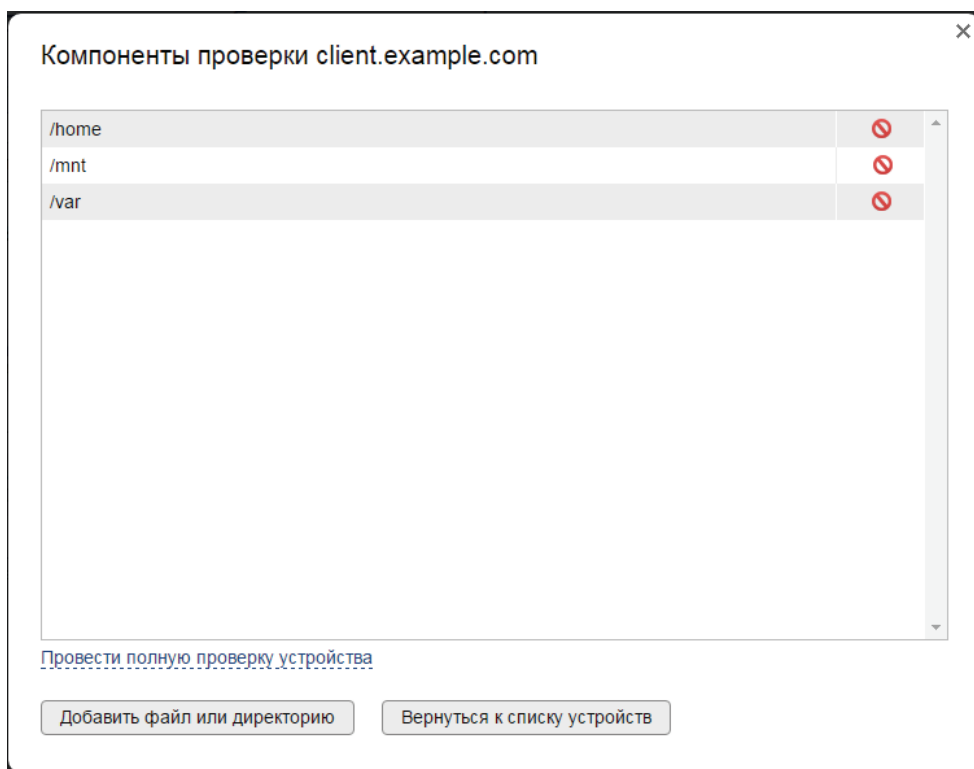 Компоненты проверки client.example.com
/home
/mnt
/var
Провести полную проверку устройства
Добавить файл или директорию
Вернуться к списку устройств